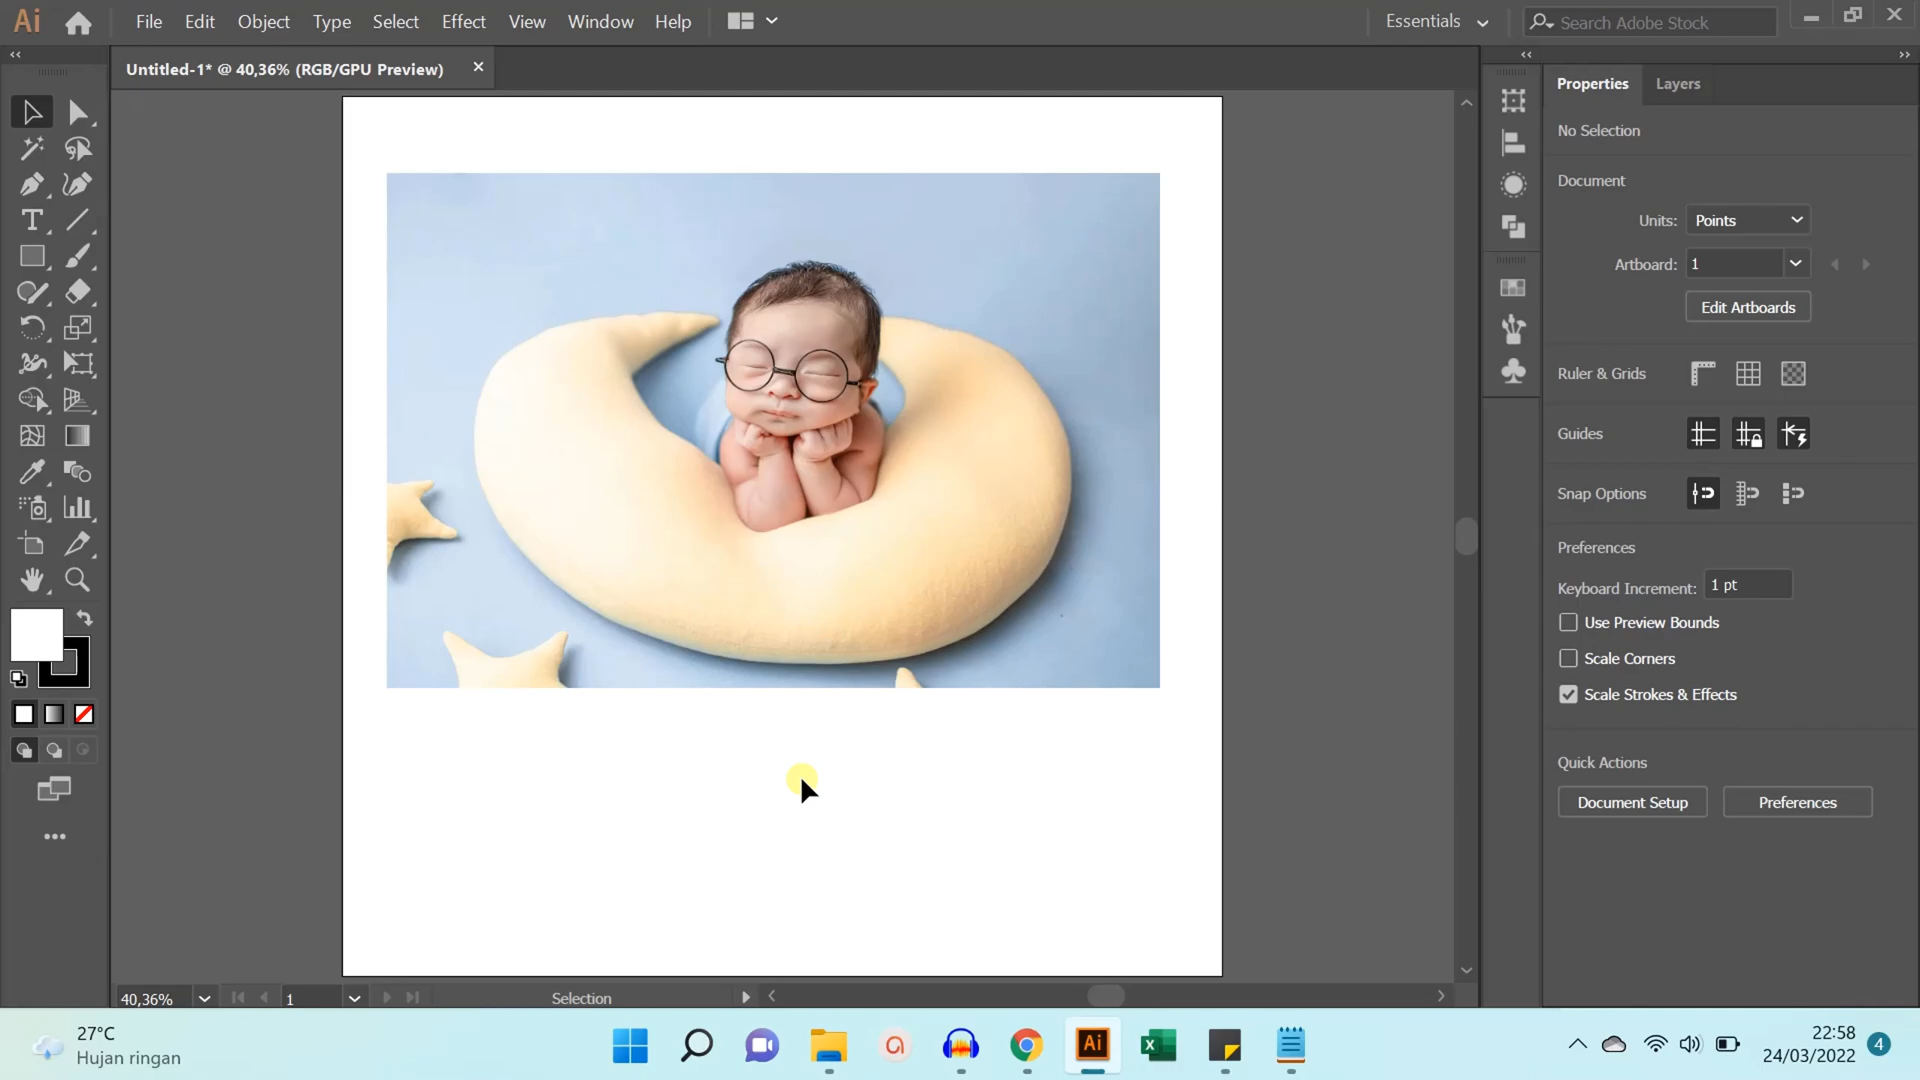 Ai File Edit Object Type Select Effect View Window Help Essentials Search Adobe Stock
Untitled-1* @ 40,36% (RGB/GPU Preview)
Properties Layers
No Selection
Document
Units: Points
Artboard: 1
Edit Artboards
Ruler & Grids
Guides
Snap Options
Preferences
Keyboard Increment: 1 pt
Use Preview Bounds
Scale Corners
Scale Strokes & Effects
Quick Actions
Document Setup Preferences
40,36% 1 Selection
27°C
Hujan ringan
Ai
22:58
24/03/2022
4